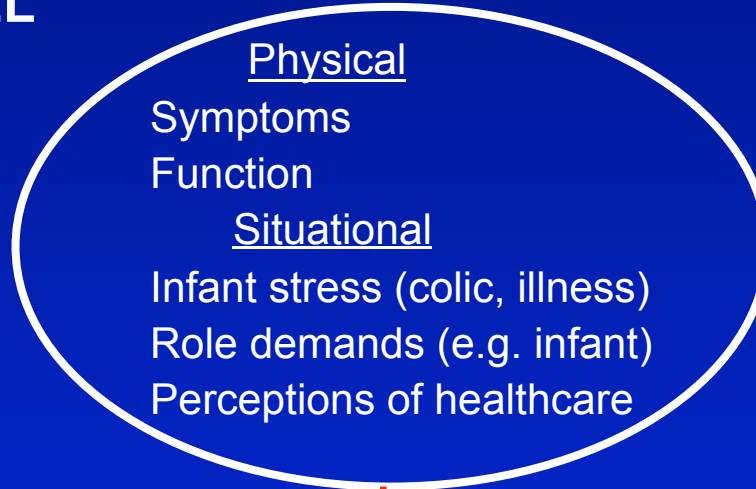 Physical
Symptoms
Function
Situational
Infant stress (colic, illness)
Role demands (e.g. infant)
Perceptions of healthcare